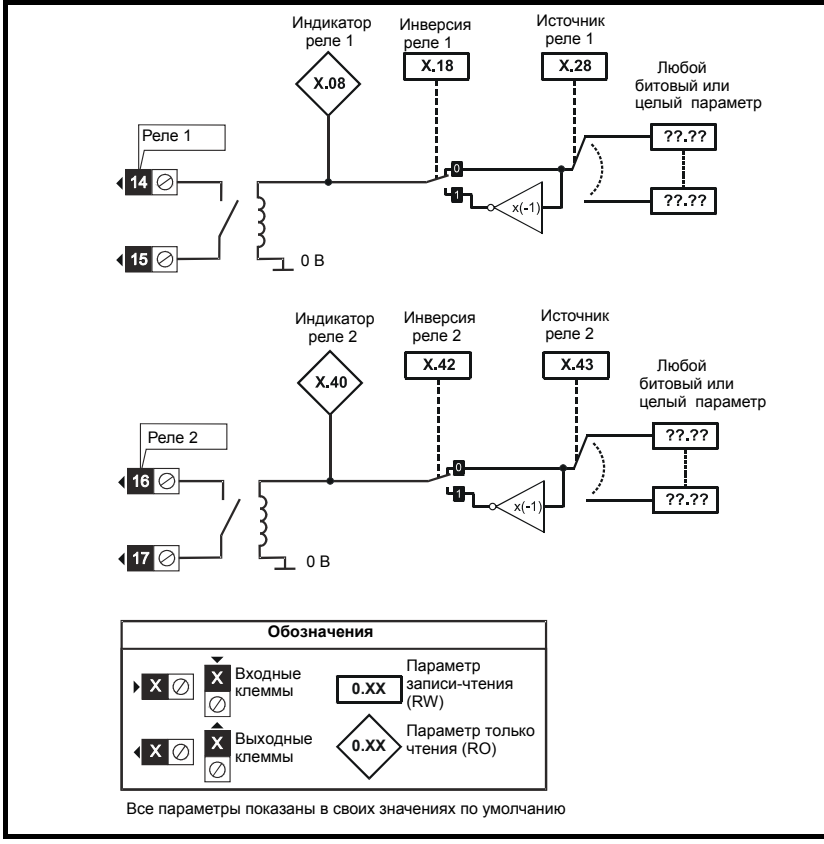 Индикатор
реле 1
Инверсия
реле 1
Источник
реле 1
X.08
X.18
X.28
Любой
битовый или
целый параметр
Реле 1
??.??
14
0
1
x(-1)
??.??
15
0 В
Индикатор
реле 2
Инверсия
реле 2
Источник
реле 2
X.40
X.42
X.43
Любой
битовый или
целый параметр
Реле 2
??.??
16
0
1
x(-1)
??.??
17
0 В
Обозначения
X
X
Входные
клеммы
0.XX
Параметр
записи-чтения
(RW)
X
X
Выходные
клеммы
0.XX
Параметр только
чтения (RO)
Все параметры показаны в своих значениях по умолчанию